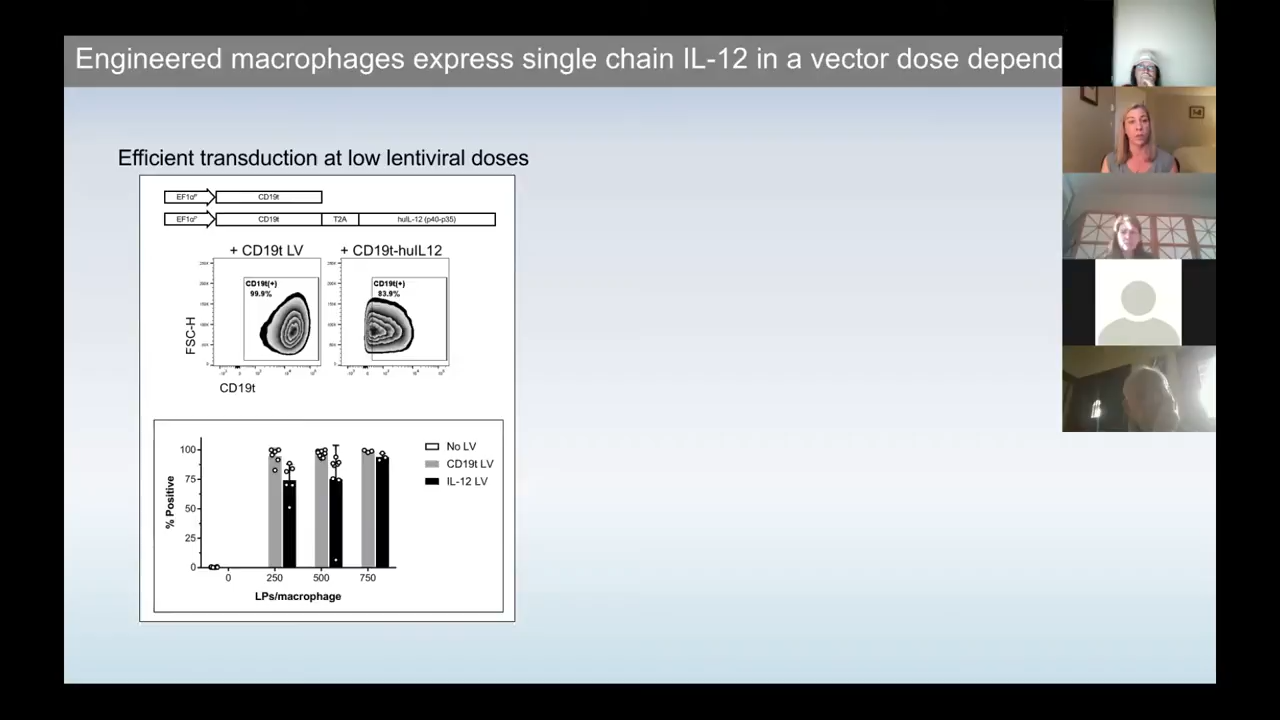 Engineered macrophages express single chain IL-12 in a vector dose depend
Efficient transduction at low lentiviral doses
EF1α CD19t
EF1α CD19t T2A huIL-12 (p40-p35)
+ CD19t LV + CD19t-huIL12
CD19t(+)
99.9%
CD19t(+)
83.9%
FSC-H
CD19t
% Positive
100
75
50
25
0
0 250 500 750
LPs/macrophage
No LV
CD19t LV
IL-12 LV